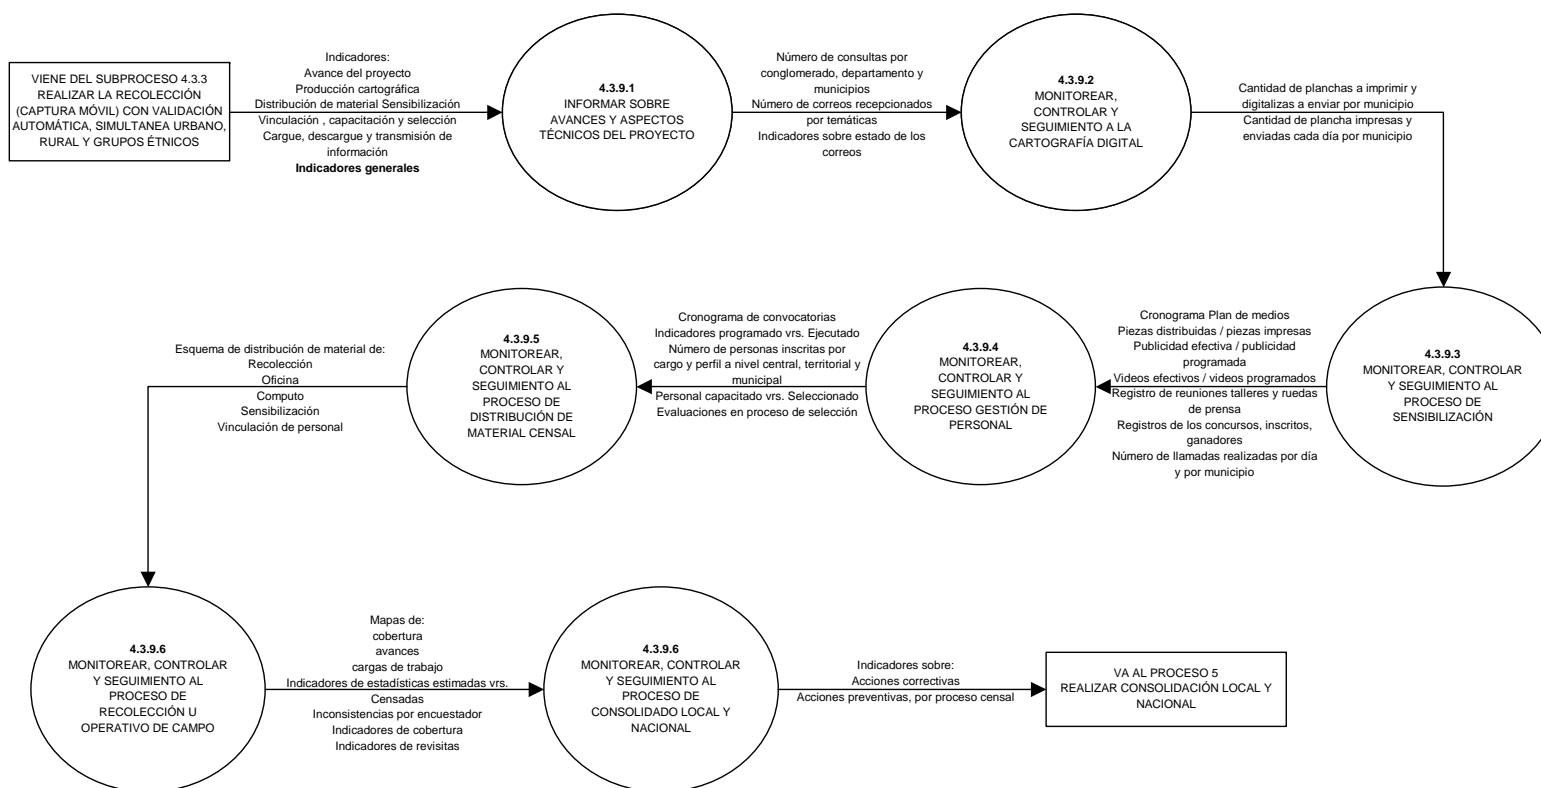 VIENE DEL SUBPROCESO 4.3.3
REALIZAR LA RECOLECCIÓN
(CAPTURA MÓVIL) CON VALIDACIÓN
AUTOMÁTICA, SIMULTANEA URBANO,
RURAL Y GRUPOS ÉTNICOS
Indicadores:
Avance del proyecto
Producción cartográfica
Distribución de material Sensibilización
Vinculación , capacitación y selección
Cargue, descargue y transmisión de
información
Indicadores generales
4.3.9.1
INFORMAR SOBRE
AVANCES Y ASPECTOS
TÉCNICOS DEL PROYECTO
Número de consultas por
conglomerado, departamento y
municipios
Número de correos recepcionados
por temáticas
Indicadores sobre estado de los
correos
4.3.9.2
MONITOREAR,
CONTROLAR Y
SEGUIMIENTO A LA
CARTOGRAFÍA DIGITAL
Cantidad de planchas a imprimir y
digitalizas a enviar por municipio
Cantidad de plancha impresas y
enviadas cada día por municipio
4.3.9.3
MONITOREAR, CONTROLAR
Y SEGUIMIENTO AL
PROCESO DE
SENSIBILIZACIÓN
Cronograma Plan de medios
Piezas distribuidas / piezas impresas
Publicidad efectiva / publicidad
programada
Videos efectivos / videos programados
Registro de reuniones talleres y ruedas
de prensa
Registros de los concursos, inscritos,
ganadores
Número de llamadas realizadas por día
y por municipio
4.3.9.4
MONITOREAR,
CONTROLAR Y
SEGUIMIENTO AL
PROCESO GESTIÓN DE
PERSONAL
Cronograma de convocatorias
Indicadores programado vrs. Ejecutado
Número de personas inscritas por
cargo y perfil a nivel central, territorial y
municipal
Personal capacitado vrs. Seleccionado
Evaluaciones en proceso de selección
4.3.9.5
MONITOREAR,
CONTROLAR Y
SEGUIMIENTO AL
PROCESO DE
DISTRIBUCIÓN DE
MATERIAL CENSAL
Esquema de distribución de material de:
Recolección
Oficina
Computo
Sensibilización
Vinculación de personal
4.3.9.6
MONITOREAR, CONTROLAR
Y SEGUIMIENTO AL
PROCESO DE
RECOLECCIÓN U
OPERATIVO DE CAMPO
Mapas de:
cobertura
avances
cargas de trabajo
Indicadores de estadísticas estimadas vrs.
Censadas
Inconsistencias por encuestador
Indicadores de cobertura
Indicadores de revisitas
4.3.9.6
MONITOREAR, CONTROLAR
Y SEGUIMIENTO AL
PROCESO DE
CONSOLIDADO LOCAL Y
NACIONAL
Indicadores sobre:
Acciones correctivas
Acciones preventivas, por proceso censal
VA AL PROCESO 5
REALIZAR CONSOLIDACIÓN LOCAL Y
NACIONAL